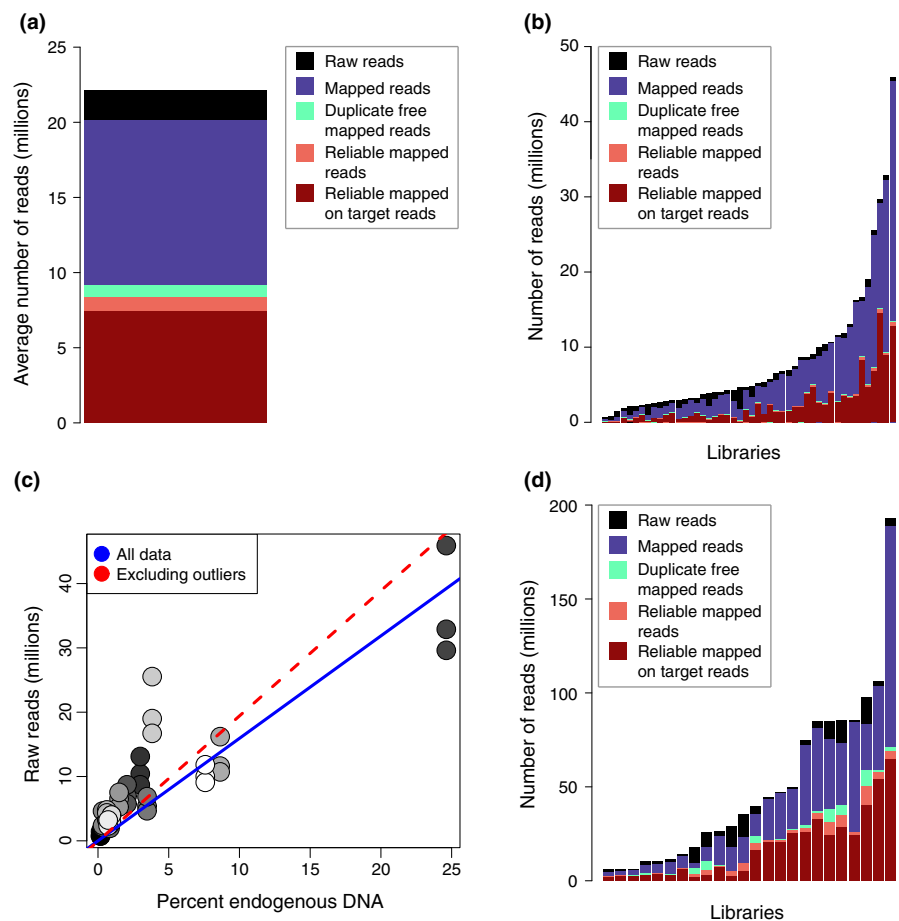 (a)
25
20
15
10
5
0
Average number of reads (millions)
Raw reads
Mapped reads
Duplicate free
mapped reads
Reliable mapped
reads
Reliable mapped
on target reads
(b)
50
40
30
20
10
0
Number of reads (millions)
Raw reads
Mapped reads
Duplicate free
mapped reads
Reliable mapped
reads
Reliable mapped
on target reads
Libraries
(c)
All data
Excluding outliers
40
30
20
10
0
Raw reads (millions)
0 5 10 15 20 25
Percent endogenous DNA
(d)
200
150
100
50
0
Number of reads (millions)
Raw reads
Mapped reads
Duplicate free
mapped reads
Reliable mapped
reads
Reliable mapped
on target reads
Libraries